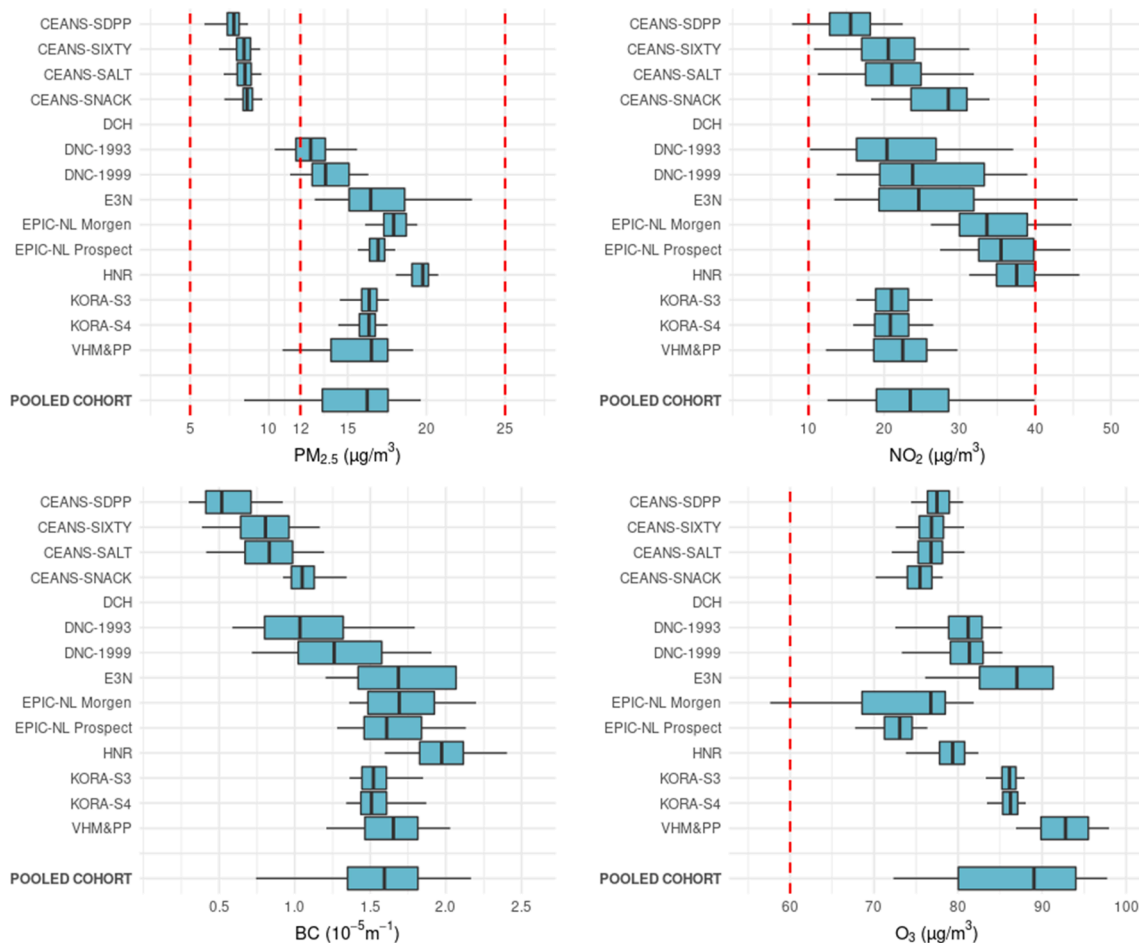 CEANS-SDPP
CEANS-SIXTY
CEANS-SALT
CEANS-SNACK
DCH
DNC-1993
DNC-1999
E3N
EPIC-NL Morgen
EPIC-NL Prospect
HNR
KORA-S3
KORA-S4
VHM&PP
POOLED COHORT
5 10 12 15 20 25
PM2.5 (µg/m³)
CEANS-SDPP
CEANS-SIXTY
CEANS-SALT
CEANS-SNACK
DCH
DNC-1993
DNC-1999
E3N
EPIC-NL Morgen
EPIC-NL Prospect
HNR
KORA-S3
KORA-S4
VHM&PP
POOLED COHORT
10 20 30 40 50
NO₂ (µg/m³)
CEANS-SDPP
CEANS-SIXTY
CEANS-SALT
CEANS-SNACK
DCH
DNC-1993
DNC-1999
E3N
EPIC-NL Morgen
EPIC-NL Prospect
HNR
KORA-S3
KORA-S4
VHM&PP
POOLED COHORT
0.5 1.0 1.5 2.0 2.5
BC (10⁻⁵m⁻¹)
CEANS-SDPP
CEANS-SIXTY
CEANS-SALT
CEANS-SNACK
DCH
DNC-1993
DNC-1999
E3N
EPIC-NL Morgen
EPIC-NL Prospect
HNR
KORA-S3
KORA-S4
VHM&PP
POOLED COHORT
60 70 80 90 100
O₃ (µg/m³)